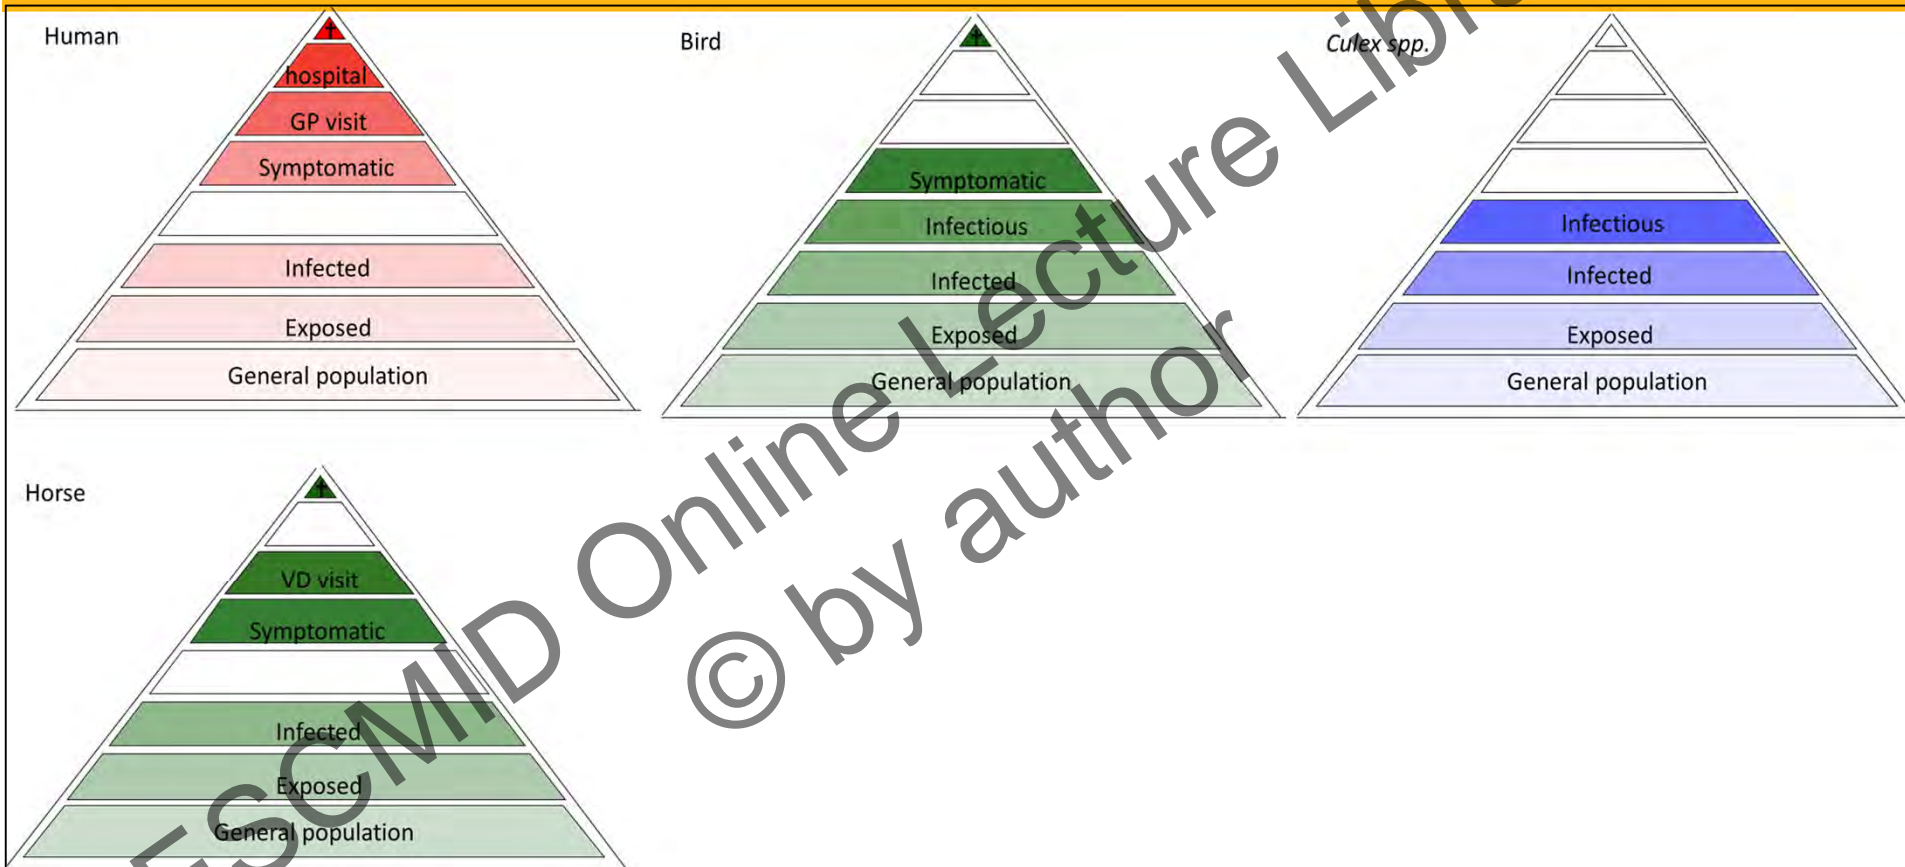 Human
✝
hospital
GP visit
Symptomatic
Infected
Exposed
General population
Bird
✝
Symptomatic
Infectious
Infected
Exposed
General population
Culex spp.
Infectious
Infected
Exposed
General population
Horse
✝
VD visit
Symptomatic
Infected
Exposed
General population
ESCMID Online Lecture Libr
© by author